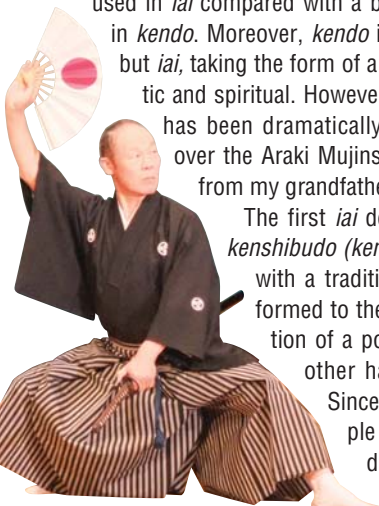 used in iai compared with a b
in kendo. Moreover, kendo i
but iai, taking the form of a
tic and spiritual. Howeve
has been dramatically
over the Araki Mujins
from my grandfathe
The first iai d
kenshibudo (ken
with a traditi
formed to the
tion of a po
other ha
Since
ple
d